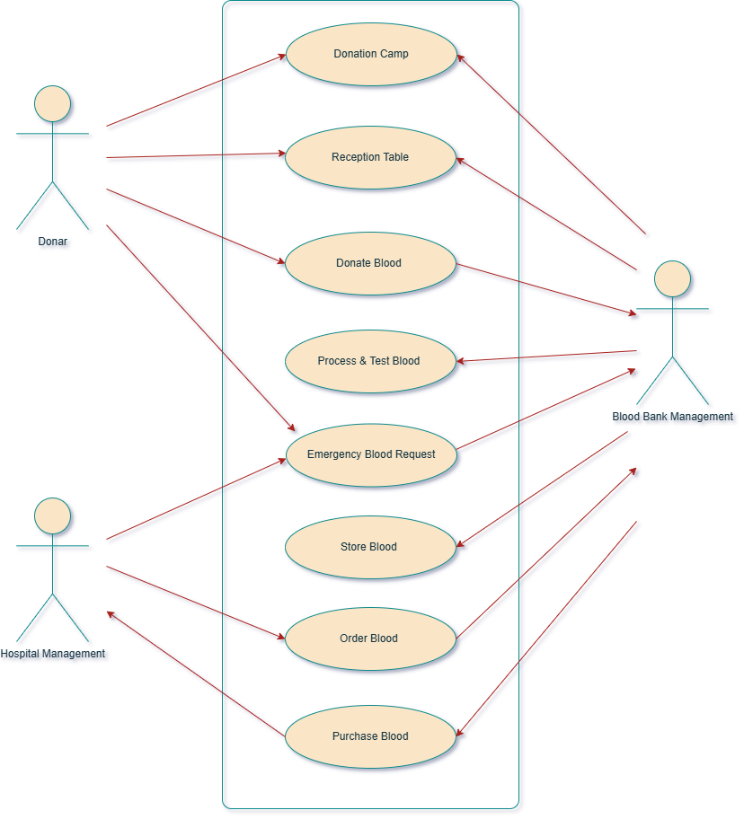 Donation Camp
Reception Table
Donar
Donate Blood
Process & Test Blood
Blood Bank Management
Emergency Blood Request
Store Blood
Order Blood
Hospital Management
Purchase Blood